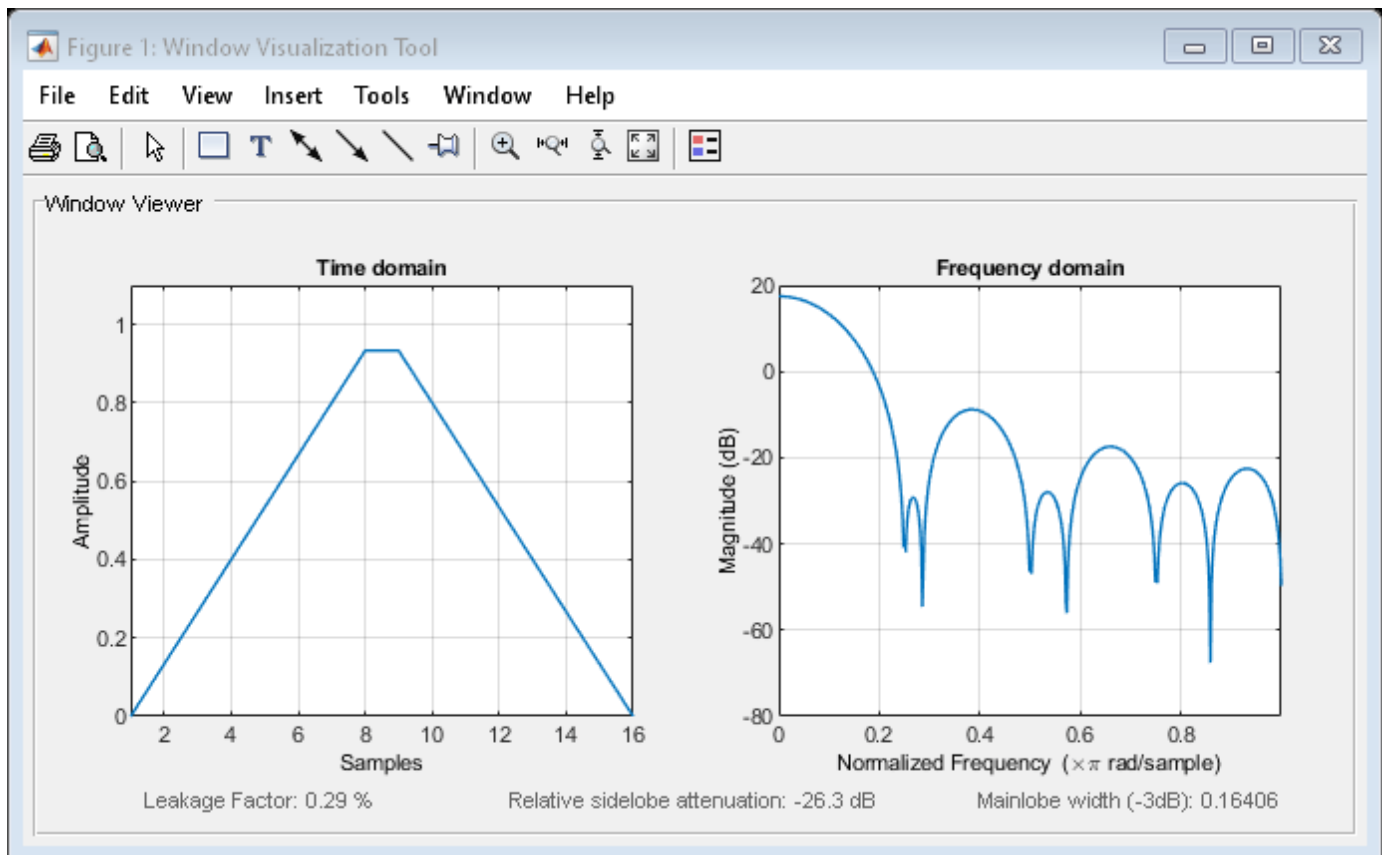 Figure 1: Window Visualization Tool
File Edit View Insert Tools Window Help
T
Window Viewer
Time domain
1
0.8
0.6
0.4
0.2
0
Amplitude
2 4 6 8 10 12 14 16
Samples
Frequency domain
20
0
-20
-40
-60
-80
Magnitude (dB)
0 0.2 0.4 0.6 0.8
Normalized Frequency (×π rad/sample)
Leakage Factor: 0.29 %
Relative sidelobe attenuation: -26.3 dB
Mainlobe width (-3dB): 0.16406